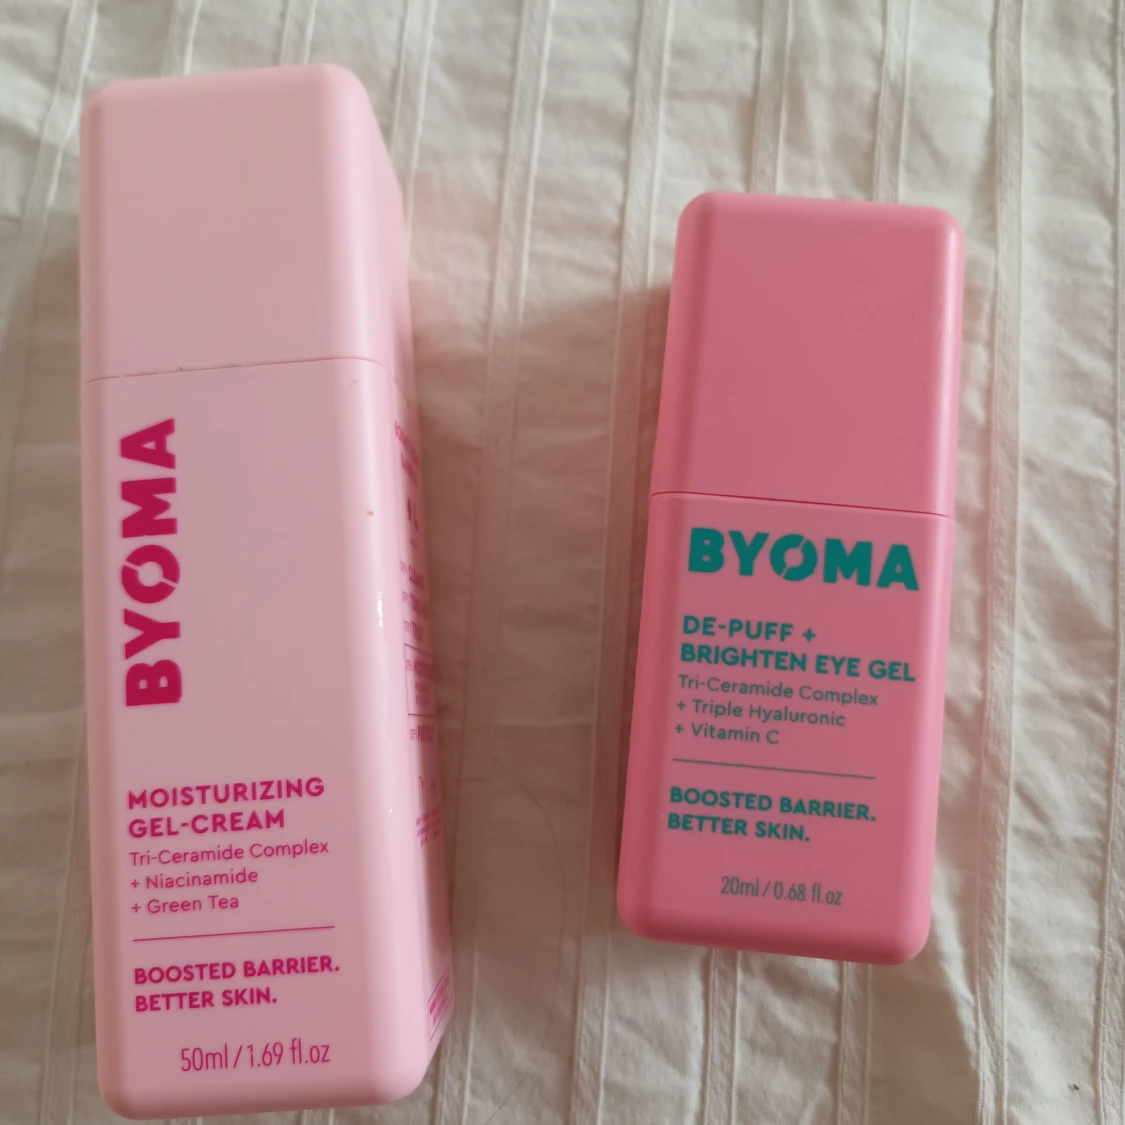 BYOMA
MOISTURIZING
GEL-CREAM
Tri-Ceramide Complex
+ Niacinamide
+ Green Tea
BOOSTED BARRIER.
BETTER SKIN.
50ml / 1.69 fl.oz
BYOMA
DE-PUFF +
BRIGHTEN EYE GEL
Tri-Ceramide Complex
+ Triple Hyaluronic
+ Vitamin C
BOOSTED BARRIER.
BETTER SKIN.
20ml / 0.68 fl.oz